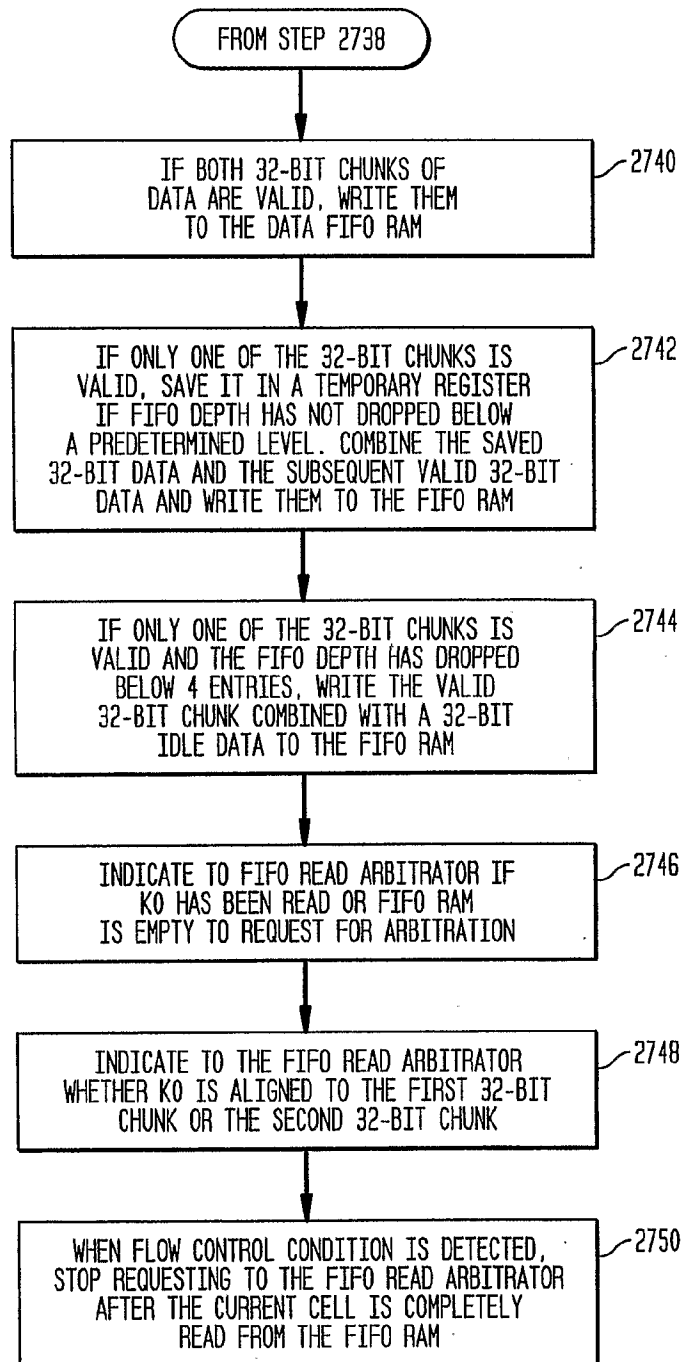 FROM STEP 2738
IF BOTH 32-BIT CHUNKS OF
DATA ARE VALID, WRITE THEM
TO THE DATA FIFO RAM
2740
IF ONLY ONE OF THE 32-BIT CHUNKS IS
VALID, SAVE IT IN A TEMPORARY REGISTER
IF FIFO DEPTH HAS NOT DROPPED BELOW
A PREDETERMINED LEVEL. COMBINE THE SAVED
32-BIT DATA AND THE SUBSEQUENT VALID 32-BIT
DATA AND WRITE THEM TO THE FIFO RAM
2742
IF ONLY ONE OF THE 32-BIT CHUNKS IS
VALID AND THE FIFO DEPTH HAS DROPPED
BELOW 4 ENTRIES, WRITE THE VALID
32-BIT CHUNK COMBINED WITH A 32-BIT
IDLE DATA TO THE FIFO RAM
2744
INDICATE TO FIFO READ ARBITRATOR IF
K0 HAS BEEN READ OR FIFO RAM
IS EMPTY TO REQUEST FOR ARBITRATION
2746
INDICATE TO THE FIFO READ ARBITRATOR
WHETHER K0 IS ALIGNED TO THE FIRST 32-BIT
CHUNK OR THE SECOND 32-BIT CHUNK
2748
WHEN FLOW CONTROL CONDITION IS DETECTED,
STOP REQUESTING TO THE FIFO READ ARBITRATOR
AFTER THE CURRENT CELL IS COMPLETELY
READ FROM THE FIFO RAM
2750